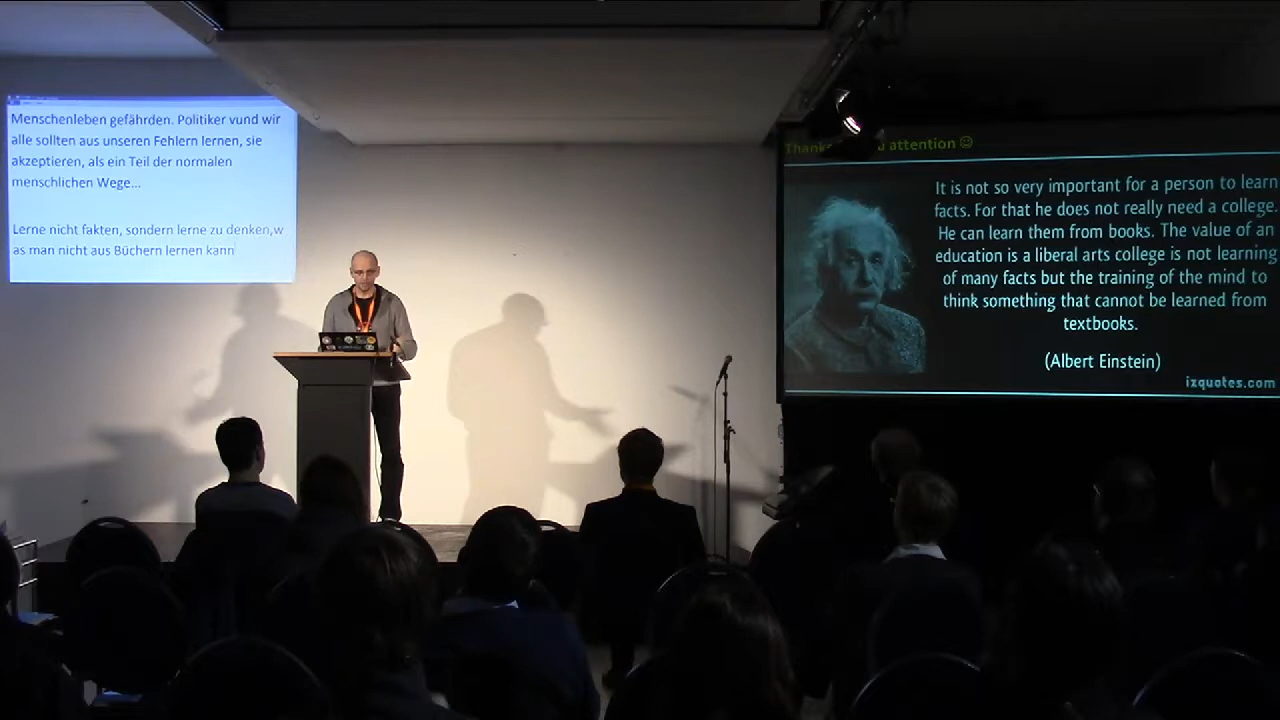 Menschenleben gefährden. Politiker vund wir
alle sollten aus unseren Fehlern lernen, sie
akzeptieren, als ein Teil der normalen
menschlichen Wege...
Lerne nicht fakten, sondern lerne zu denken,w
as man nicht aus Büchern lernen kann
attention ☺
It is not so very important for a person to learn
facts. For that he does not really need a college.
He can learn them from books. The value of an
education is a liberal arts college is not learning
of many facts but the training of the mind to
think something that cannot be learned from
textbooks.
(Albert Einstein)
izquotes.com